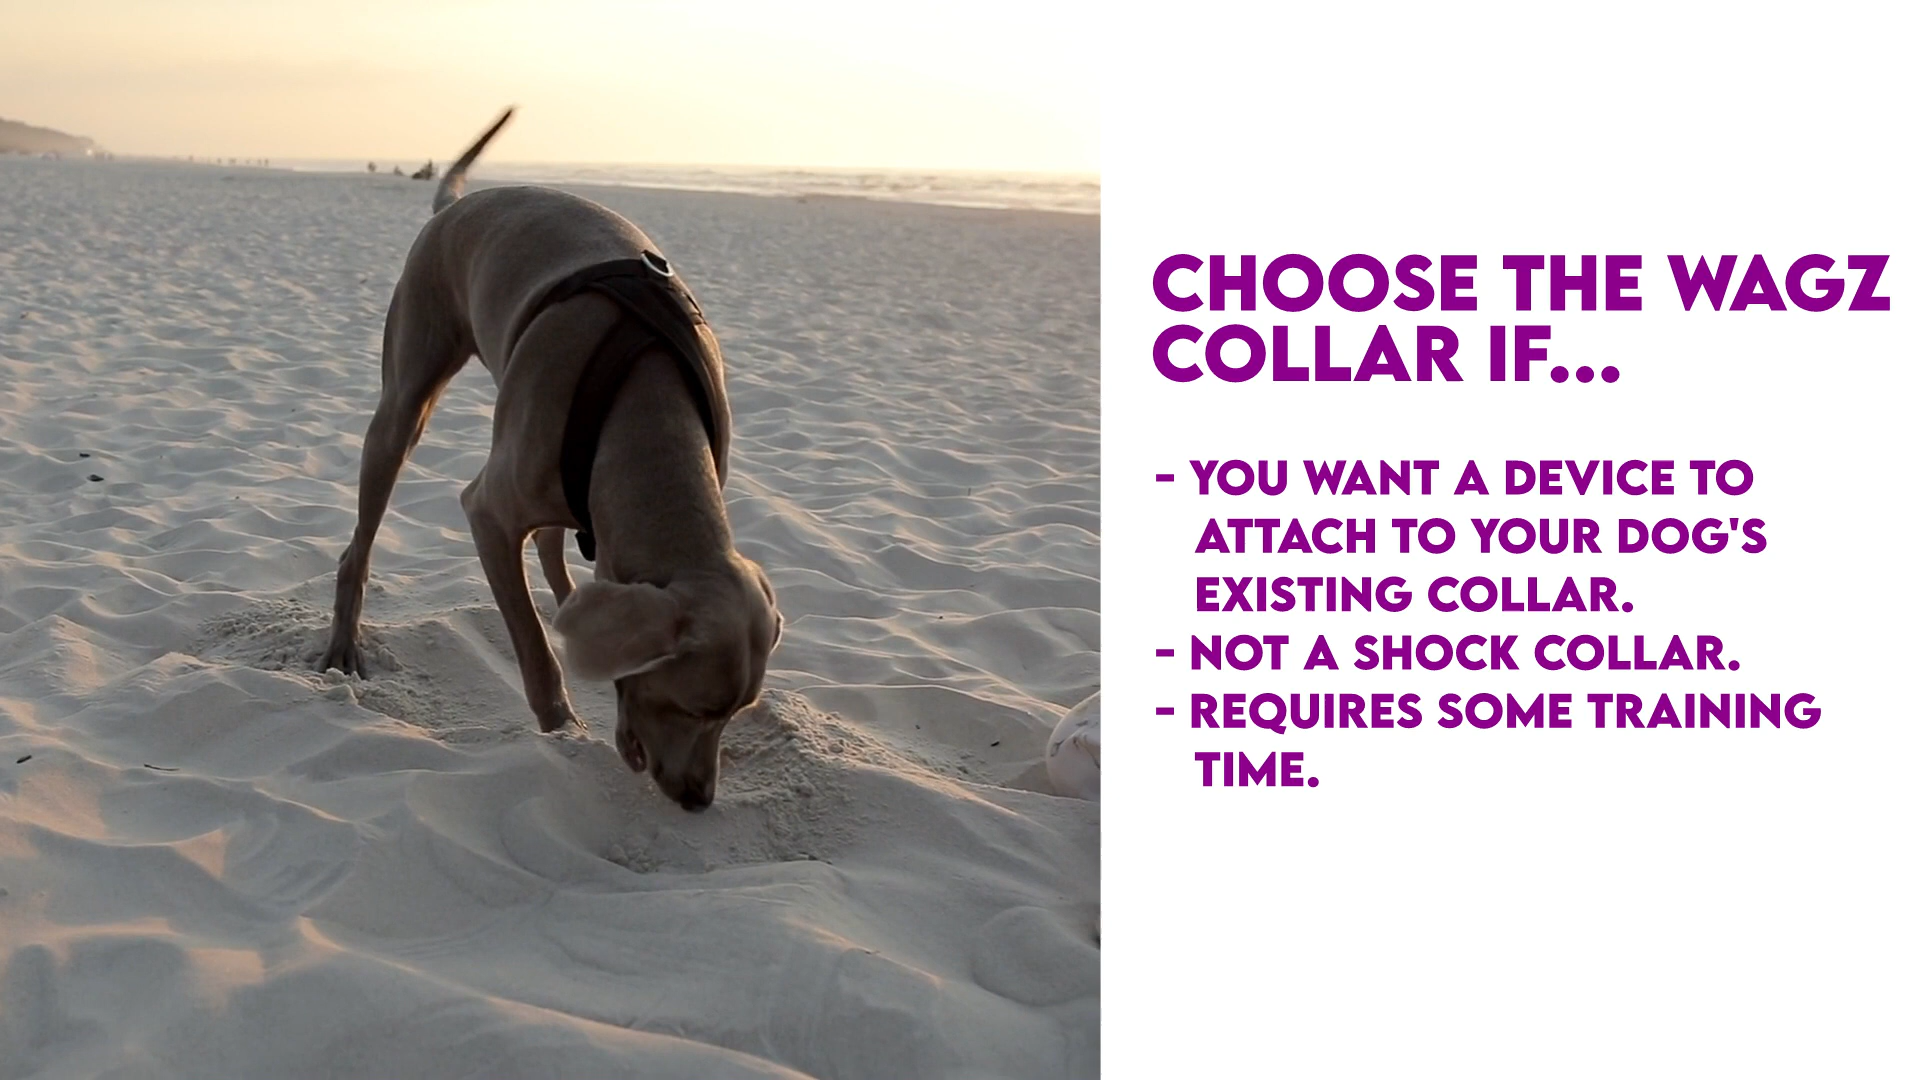 CHOOSE THE WAGZ
COLLAR IF...
- YOU WANT A DEVICE TO
ATTACH TO YOUR DOG'S
EXISTING COLLAR.
- NOT A SHOCK COLLAR.
- REQUIRES SOME TRAINING
TIME.